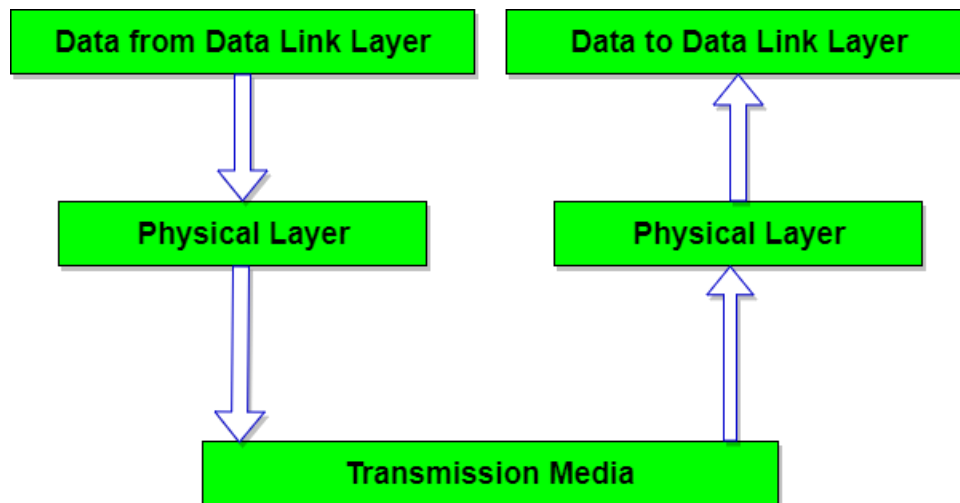 Data from Data Link Layer
Data to Data Link Layer
Physical Layer
Physical Layer
Transmission Media